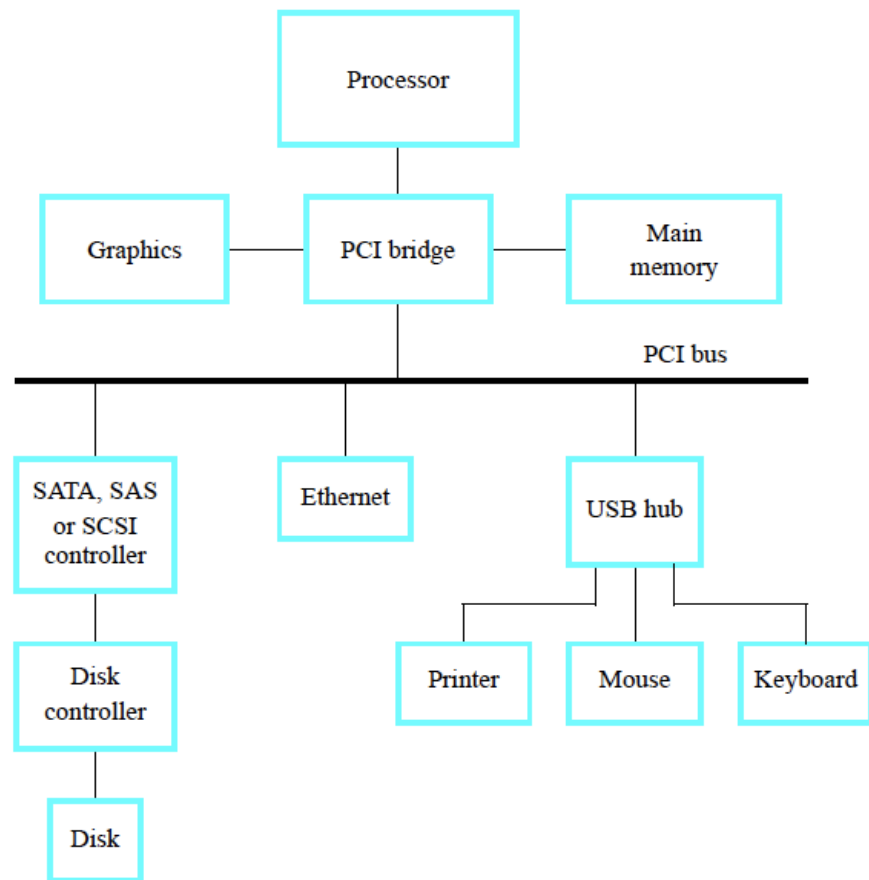 Processor
Graphics
PCI bridge
Main
memory
PCI bus
SATA, SAS
or SCSI
controller
Ethernet
USB hub
Disk
controller
Printer
Mouse
Keyboard
Disk